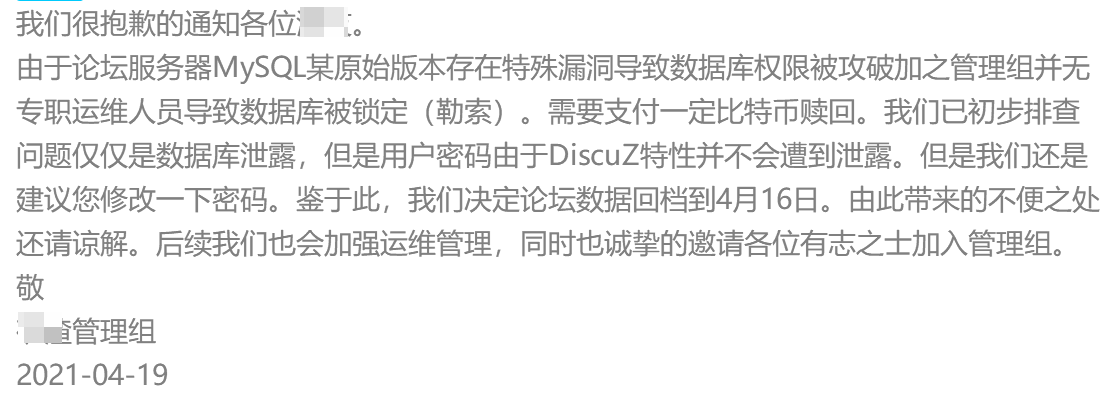 我们很抱歉的通知各位。
由于论坛服务器MySQL某原始版本存在特殊漏洞导致数据库权限被攻破加之管理组并无
专职运维人员导致数据库被锁定（勒索）。需要支付一定比特币赎回。我们已初步排查
问题仅仅是数据库泄露，但是用户密码由于DiscuZ特性并不会遭到泄露。但是我们还是
建议您修改一下密码。鉴于此，我们决定论坛数据回档到4月16日。由此带来的不便之处
还请谅解。后续我们也会加强运维管理，同时也诚挚的邀请各位有志之士加入管理组。
敬
管理组
2021-04-19